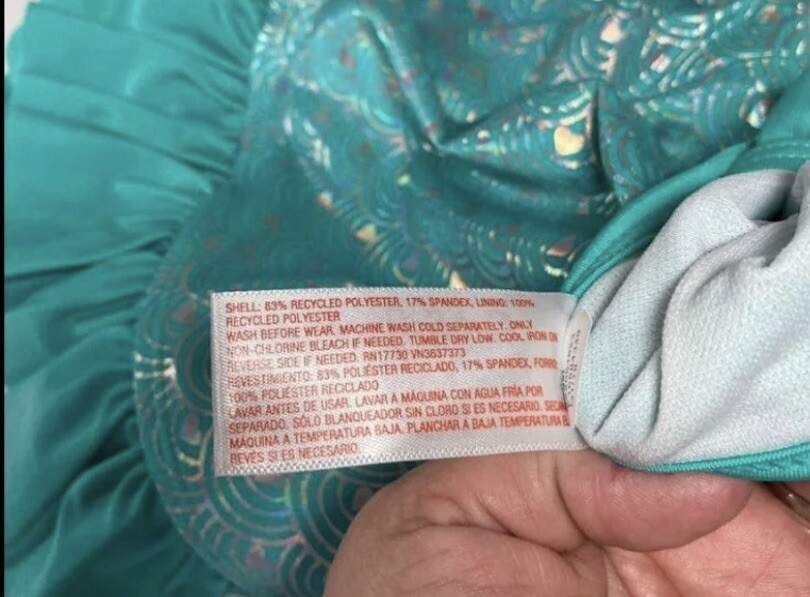 SHELL: 83% RECYCLED POLYESTER, 17% SPANDEX, LINING: 100%
RECYCLED POLYESTER
WASH BEFORE WEAR. MACHINE WASH COLD SEPARATELY. ONLY
NON-CHLORINE BLEACH IF NEEDED. TUMBLE DRY LOW. COOL IRON ON
REVERSE SIDE IF NEEDED. RN17730 VN3637373
REVESTIMIENTO: 83% POLIÉSTER RECICLADO, 17% SPANDEX,
100% POLIÉSTER RECICLADO
LAVAR ANTES DE USAR. LAVAR A MÁQUINA CON AGUA FRÍA POR
SEPARADO. SÓLO BLANQUEADOR SIN CLORO SI ES NECESARIO.
MÁQUINA A TEMPERATURA BAJA. PLANCHAR A BAJA TEMPERATURA
REVÉS SI ES NECESARIO.